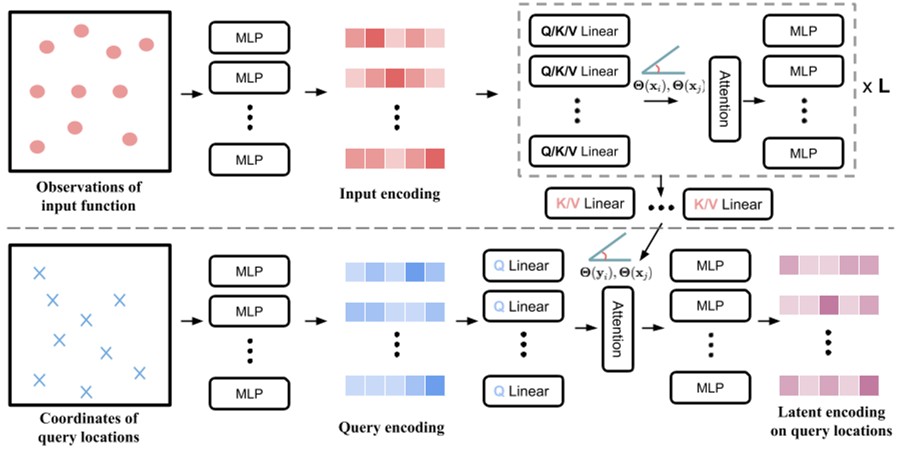 MLP
MLP
MLP
Observations of
input function
Input encoding
Q/K/V Linear
Q/K/V Linear
Q/K/V Linear
Θ(xᵢ), Θ(xⱼ)
Attention
MLP
MLP
MLP
x L
K/V Linear
K/V Linear
MLP
MLP
MLP
Coordinates of
query locations
Query encoding
Q Linear
Q Linear
Q Linear
Θ(yᵢ), Θ(xⱼ)
Attention
MLP
MLP
MLP
Latent encoding
on query locations